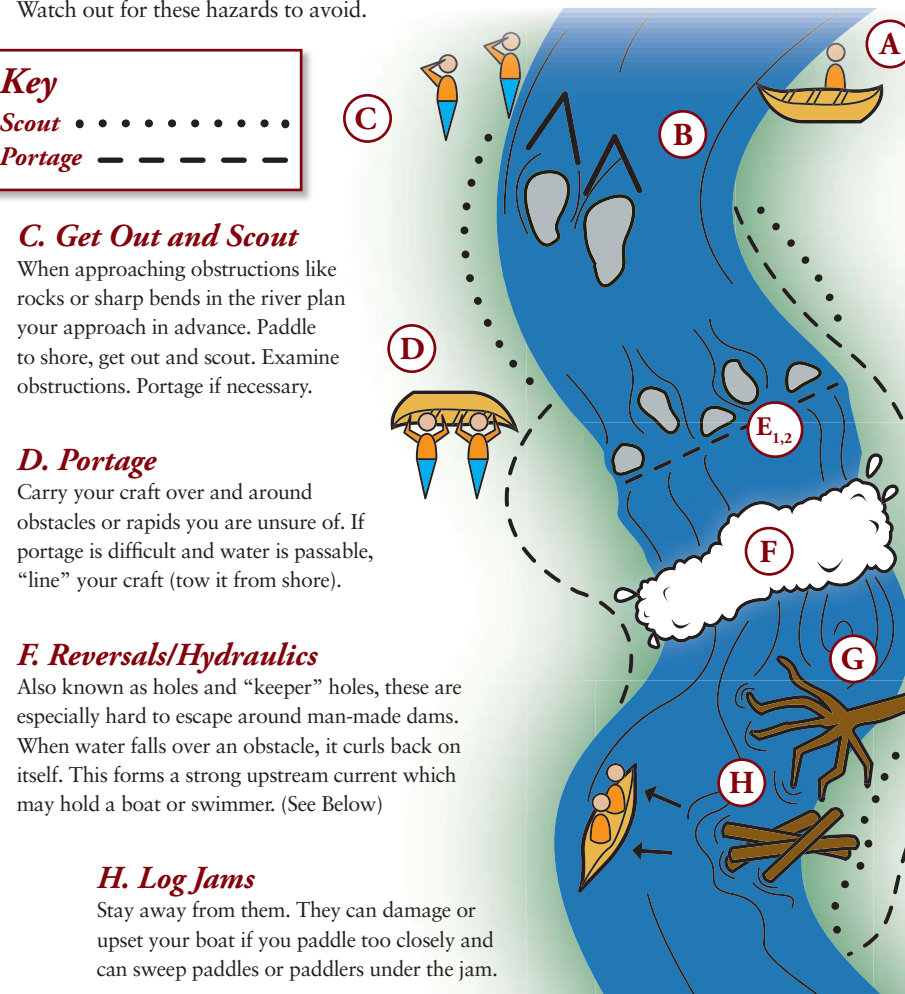 Watch out for these hazards to avoid.
Key
Scout
Portage
C. Get Out and Scout
When approaching obstructions like
rocks or sharp bends in the river plan
your approach in advance. Paddle
to shore, get out and scout. Examine
obstructions. Portage if necessary.
D. Portage
Carry your craft over and around
obstacles or rapids you are unsure of. If
portage is difficult and water is passable,
“line” your craft (tow it from shore).
F. Reversals/Hydraulics
Also known as holes and “keeper” holes, these are
especially hard to escape around man-made dams.
When water falls over an obstacle, it curls back on
itself. This forms a strong upstream current which
may hold a boat or swimmer. (See Below)
H. Log Jams
Stay away from them. They can damage or
upset your boat if you paddle too closely and
can sweep paddles or paddlers under the jam.
A
B
C
D
E1,2
F
G
H